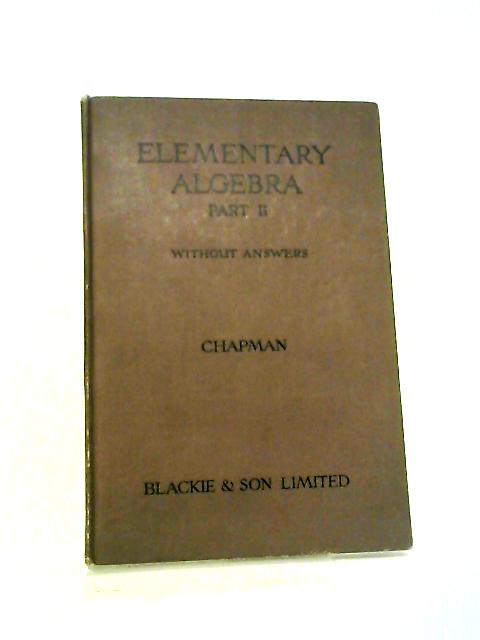 ELEMENTARY
ALGEBRA
PART II
WITHOUT ANSWERS
CHAPMAN
BLACKIE & SON LIMITED